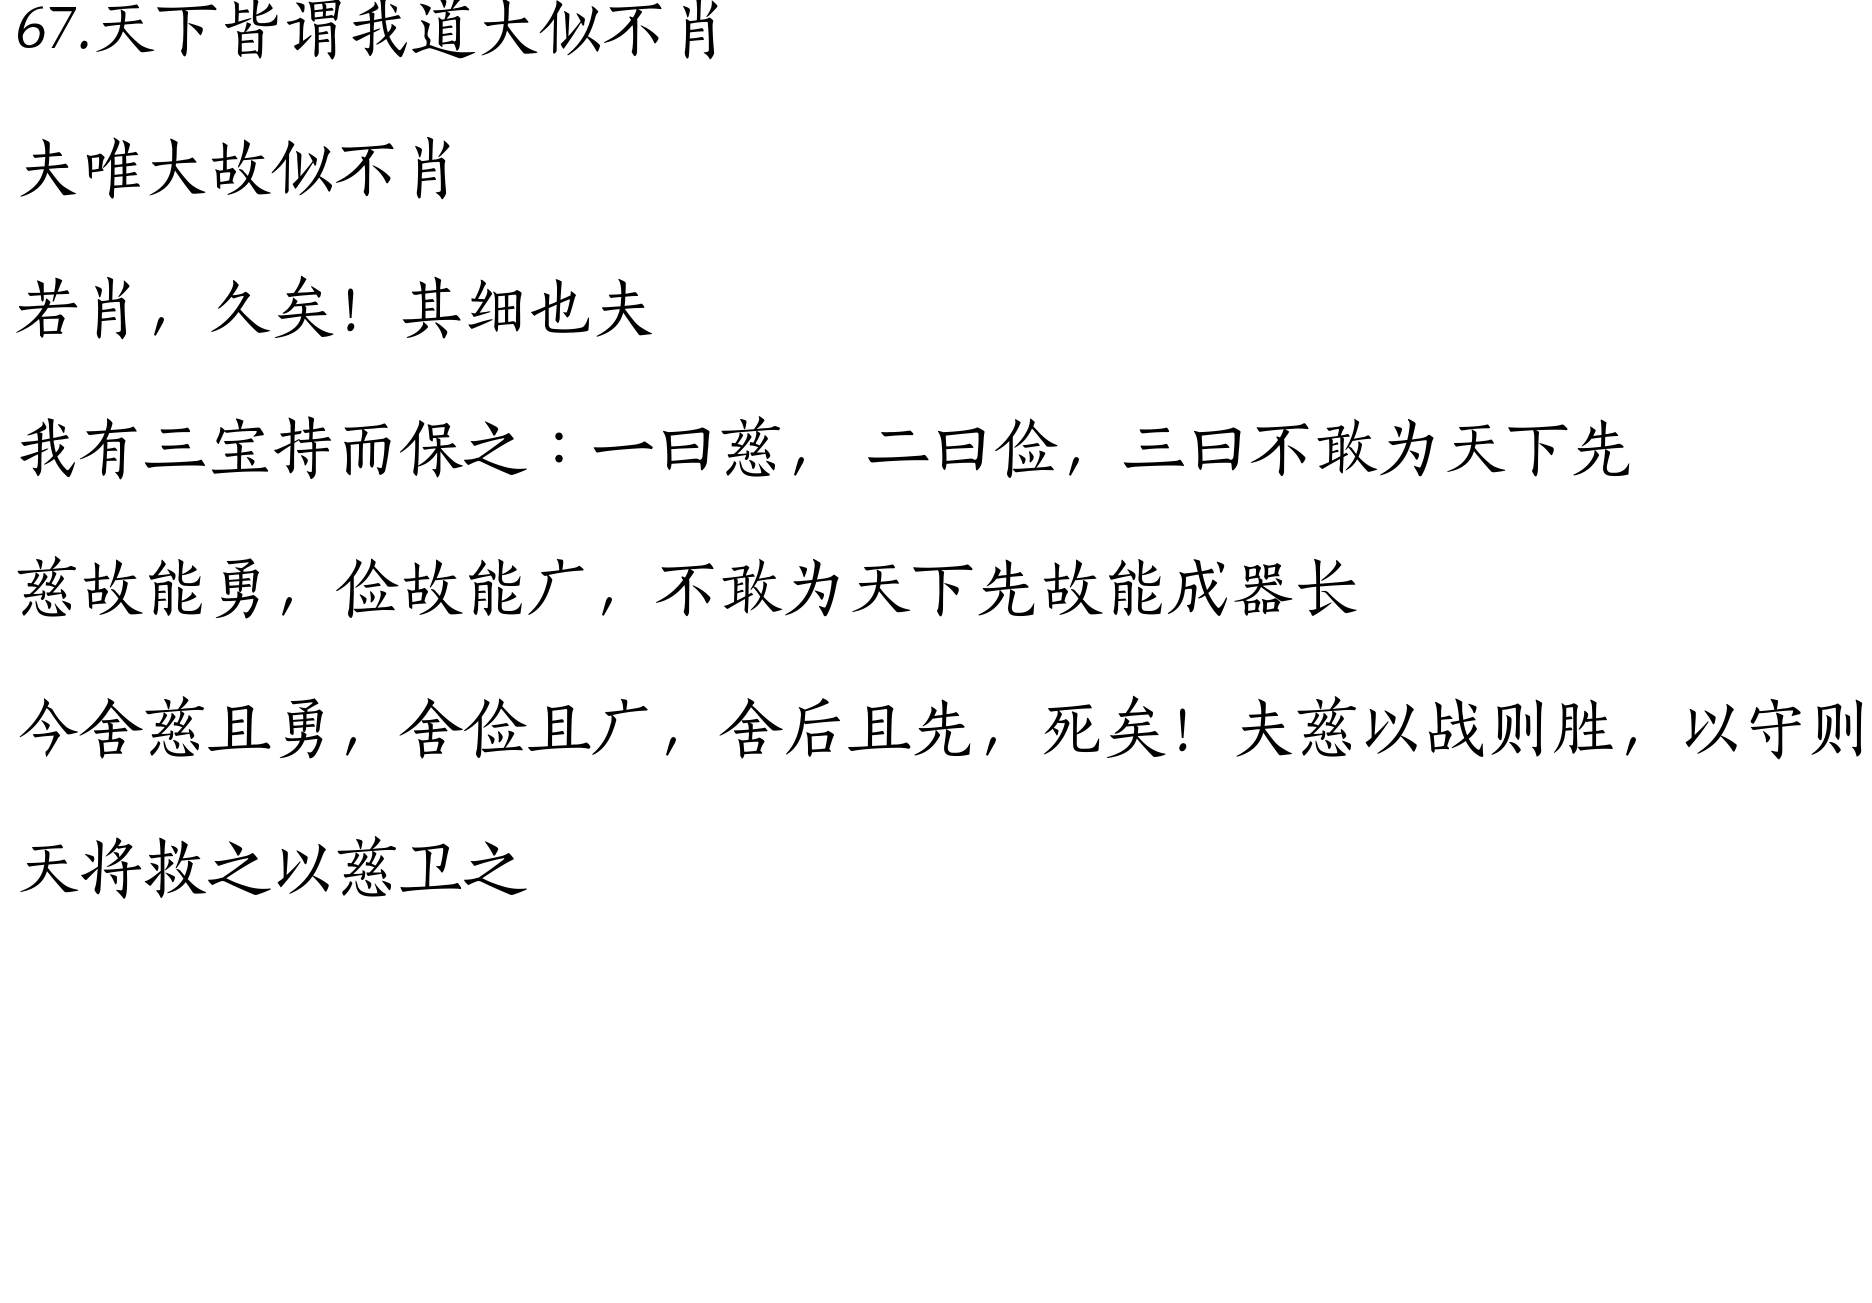 67.天下皆谓我道大似不肖
夫唯大故似不肖
若肖，久矣！其细也夫
我有三宝持而保之：一曰慈， 二曰俭，三曰不敢为天下先
慈故能勇，俭故能广，不敢为天下先故能成器长
今舍慈且勇，舍俭且广，舍后且先，死矣！夫慈以战则胜，以守则
天将救之以慈卫之